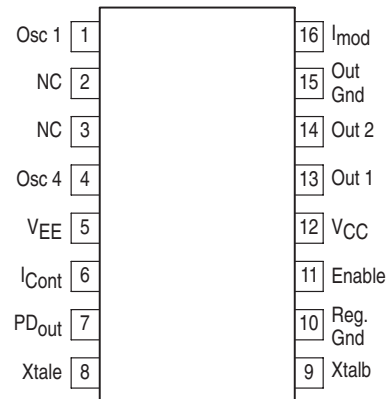 Osc 1 1
NC 2
NC 3
Osc 4 4
VEE 5
ICont 6
PDout 7
Xtale 8
16 Imod
15 Out
Gnd
14 Out 2
13 Out 1
12 VCC
11 Enable
10 Reg.
Gnd
9 Xtalb